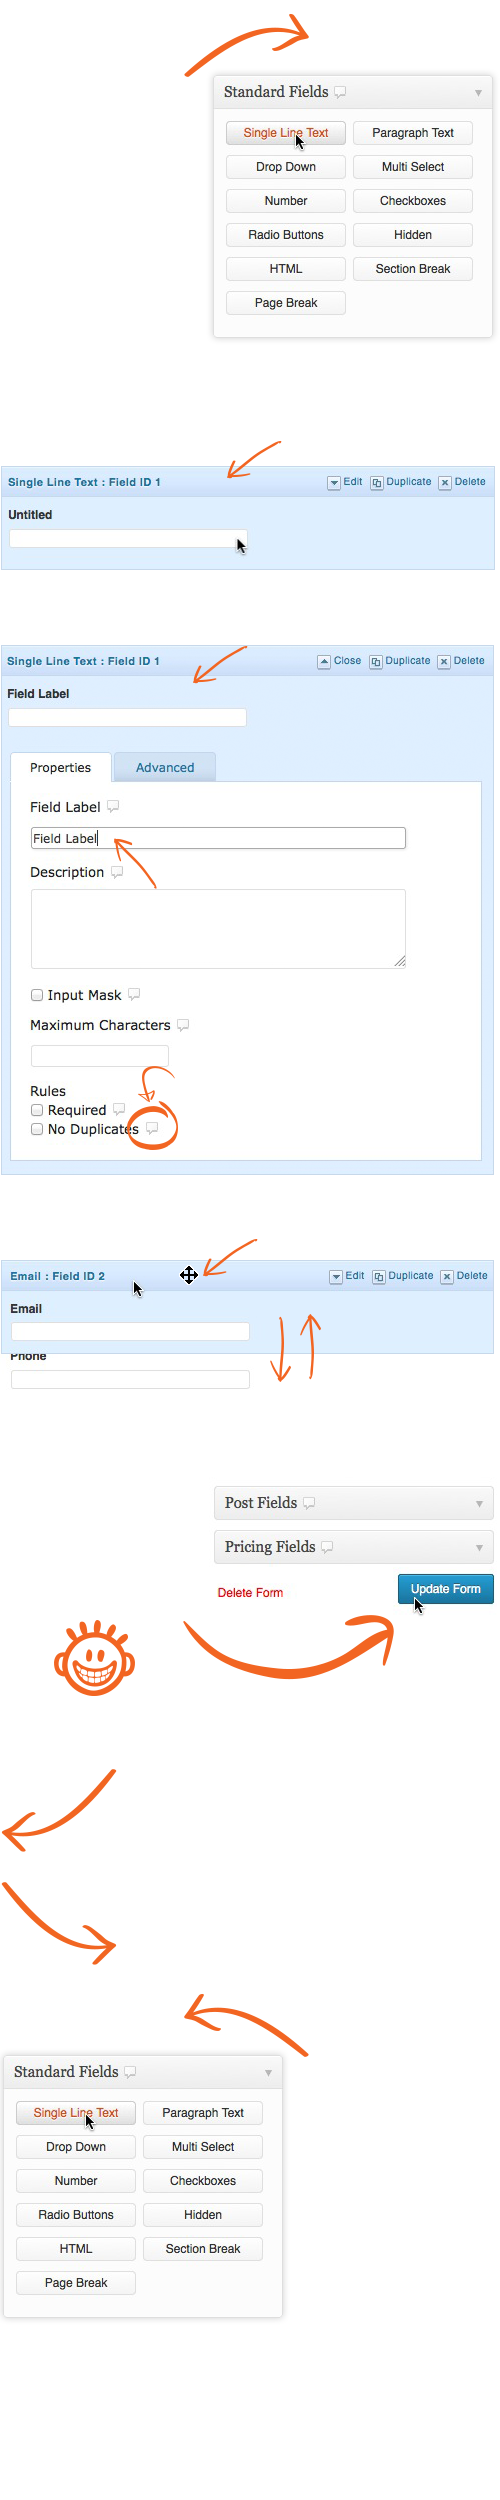 Standard Fields
Single Line Text Paragraph Text
Drop Down Multi Select
Number Checkboxes
Radio Buttons Hidden
HTML Section Break
Page Break
Single Line Text : Field ID 1 Edit Duplicate Delete
Untitled
Single Line Text : Field ID 1 Close Duplicate Delete
Field Label
Properties Advanced
Field Label
Field Label
Description
Input Mask
Maximum Characters
Rules
Required
No Duplicates
Email : Field ID 2 Edit Duplicate Delete
Email
Phone
Post Fields
Pricing Fields
Delete Form Update Form
Standard Fields
Single Line Text Paragraph Text
Drop Down Multi Select
Number Checkboxes
Radio Buttons Hidden
HTML Section Break
Page Break